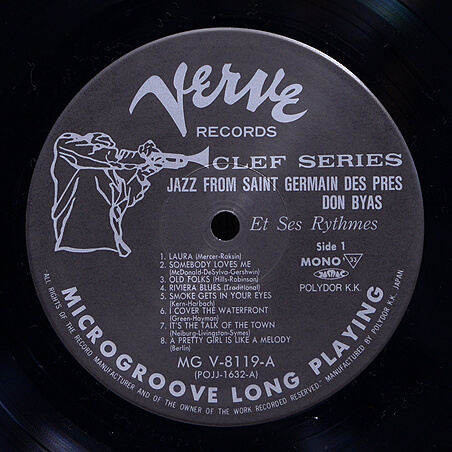 Verve
RECORDS
CLEF SERIES
JAZZ FROM SAINT GERMAIN DES PRES
DON BYAS
Et Ses Rythmes
Side 1
MONO 33
POLYDOR K.K.
1. LAURA (Mercer-Raksin)
2. SOMEBODY LOVES ME
(McDonald-DeSylva-Gershwin)
3. OLD FOLKS (Hills-Robinson)
4. RIVIERA BLUES (Traditional)
5. SMOKE GETS IN YOUR EYES
(Kern-Harbach)
6. I COVER THE WATERFRONT
(Green-Heyman)
7. IT'S THE TALK OF THE TOWN
(Neiburg-Livingston-Symes)
8. A PRETTY GIRL IS LIKE A MELODY
(Berlin)
MG V-8119-A
(POJJ-1632-A)
MICROGROOVE LONG PLAYING
"ALL RIGHTS OF THE RECORD MANUFACTURER AND OF THE OWNER OF THE WORK RECORDED RESERVED." MANUFACTURED BY POLYDOR K.K. JAPAN